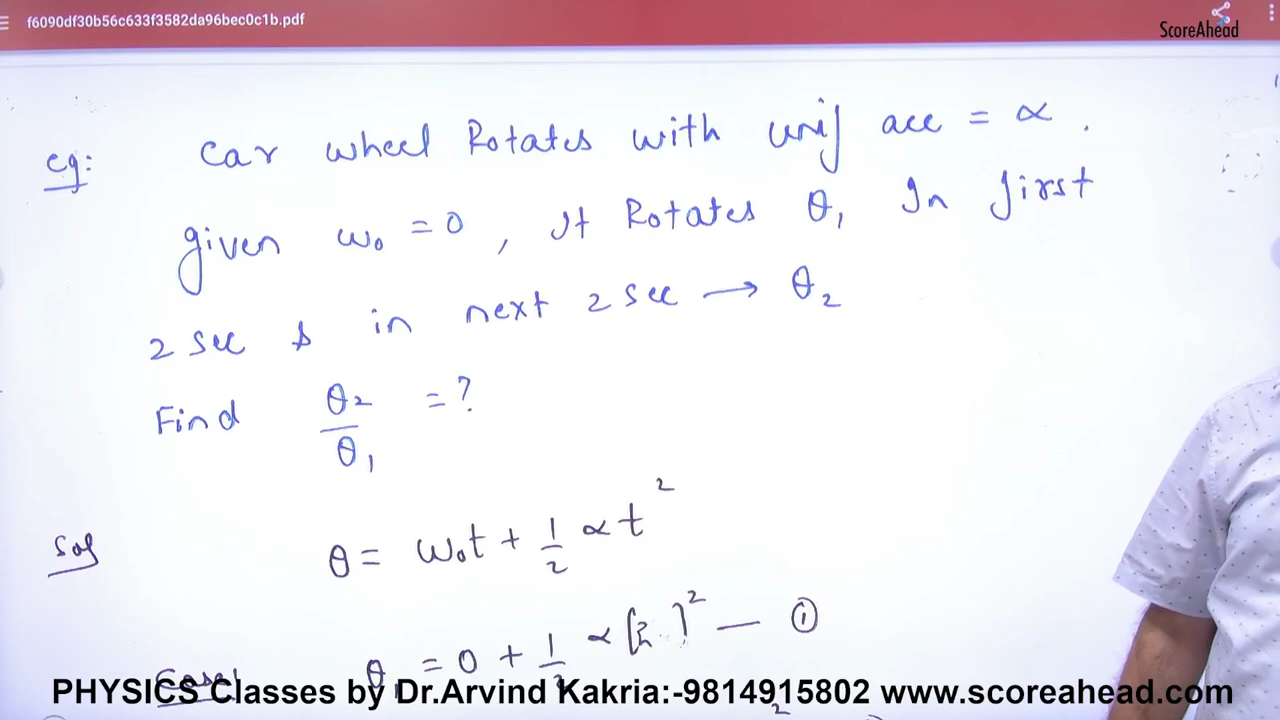 f6090df30b56c633f3582da96bec0c1b.pdf
ScoreAhead
eg: Car wheel Rotates with unif acc = α .
given ω₀ = 0 , It Rotates θ₁ In first
2 sec & in next 2 sec → θ₂
Find θ₂/θ₁ = ?
Sol θ = ω₀t + 1/2 αt²
Case1 θ₁ = 0 + 1/2 α[2]² — ①
PHYSICS Classes by Dr.Arvind Kakria:-9814915802 www.scoreahead.com